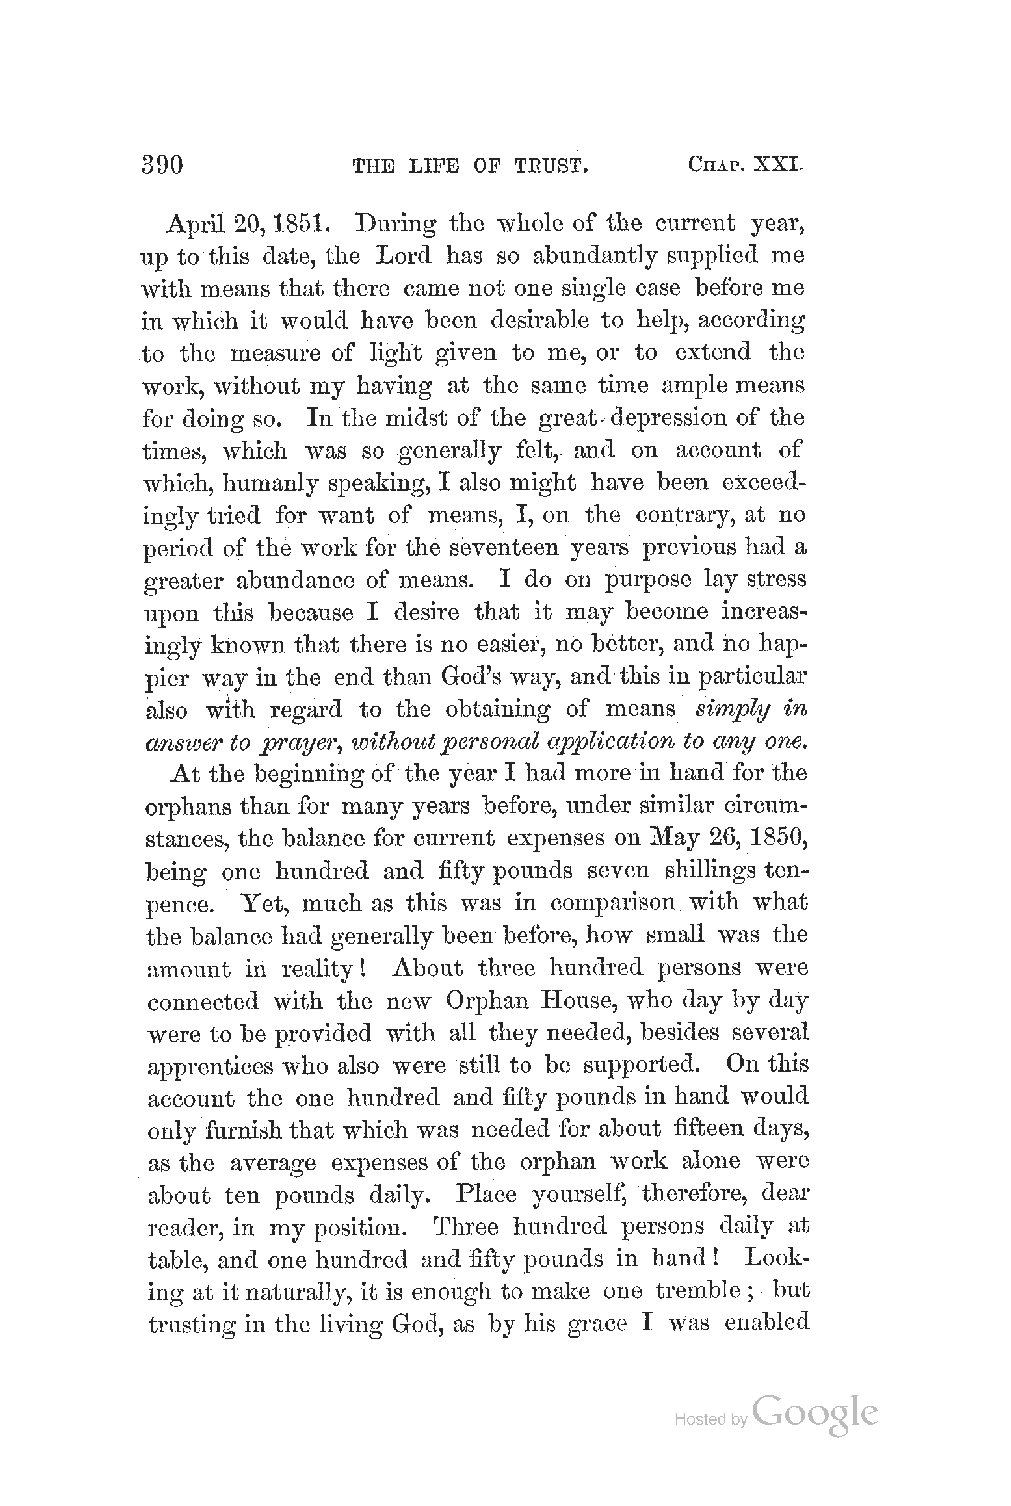 390 THE LIFE OF TRUST. CHAP. XXI.
April 20, 1851. During the whole of the current year,
up to this date, the Lord has so abundantly supplied me
with means that there came not one single case before me
in which it would have been desirable to help, according
to the measure of light given to me, or to extend the
work, without my having at the same time ample means
for doing so. In the midst of the great depression of the
times, which was so generally felt, and on account of
which, humanly speaking, I also might have been exceed-
ingly tried for want of means, I, on the contrary, at no
period of the work for the seventeen years previous had a
greater abundance of means. I do on purpose lay stress
upon this because I desire that it may become increas-
ingly known that there is no easier, no better, and no hap-
pier way in the end than God's way, and this in particular
also with regard to the obtaining of means simply in
answer to prayer, without personal application to any one.
At the beginning of the year I had more in hand for the
orphans than for many years before, under similar circum-
stances, the balance for current expenses on May 26, 1850,
being one hundred and fifty pounds seven shillings ten-
pence. Yet, much as this was in comparison with what
the balance had generally been before, how small was the
amount in reality! About three hundred persons were
connected with the new Orphan House, who day by day
were to be provided with all they needed, besides several
apprentices who also were still to be supported. On this
account the one hundred and fifty pounds in hand would
only furnish that which was needed for about fifteen days,
as the average expenses of the orphan work alone were
about ten pounds daily. Place yourself, therefore, dear
reader, in my position. Three hundred persons daily at
table, and one hundred and fifty pounds in hand! Look-
ing at it naturally, it is enough to make one tremble; but
trusting in the living God, as by his grace I was enabled
Hosted by Google